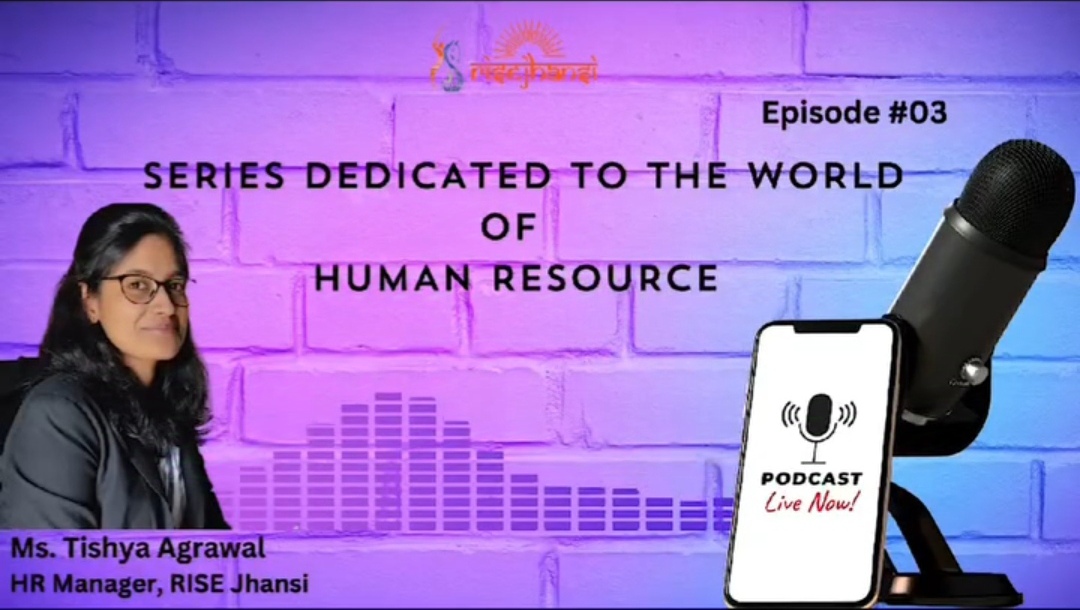 risejhansi
Episode #03
SERIES DEDICATED TO THE WORLD
OF
HUMAN RESOURCE
PODCAST
Live Now!
Ms. Tishya Agrawal
HR Manager, RISE Jhansi